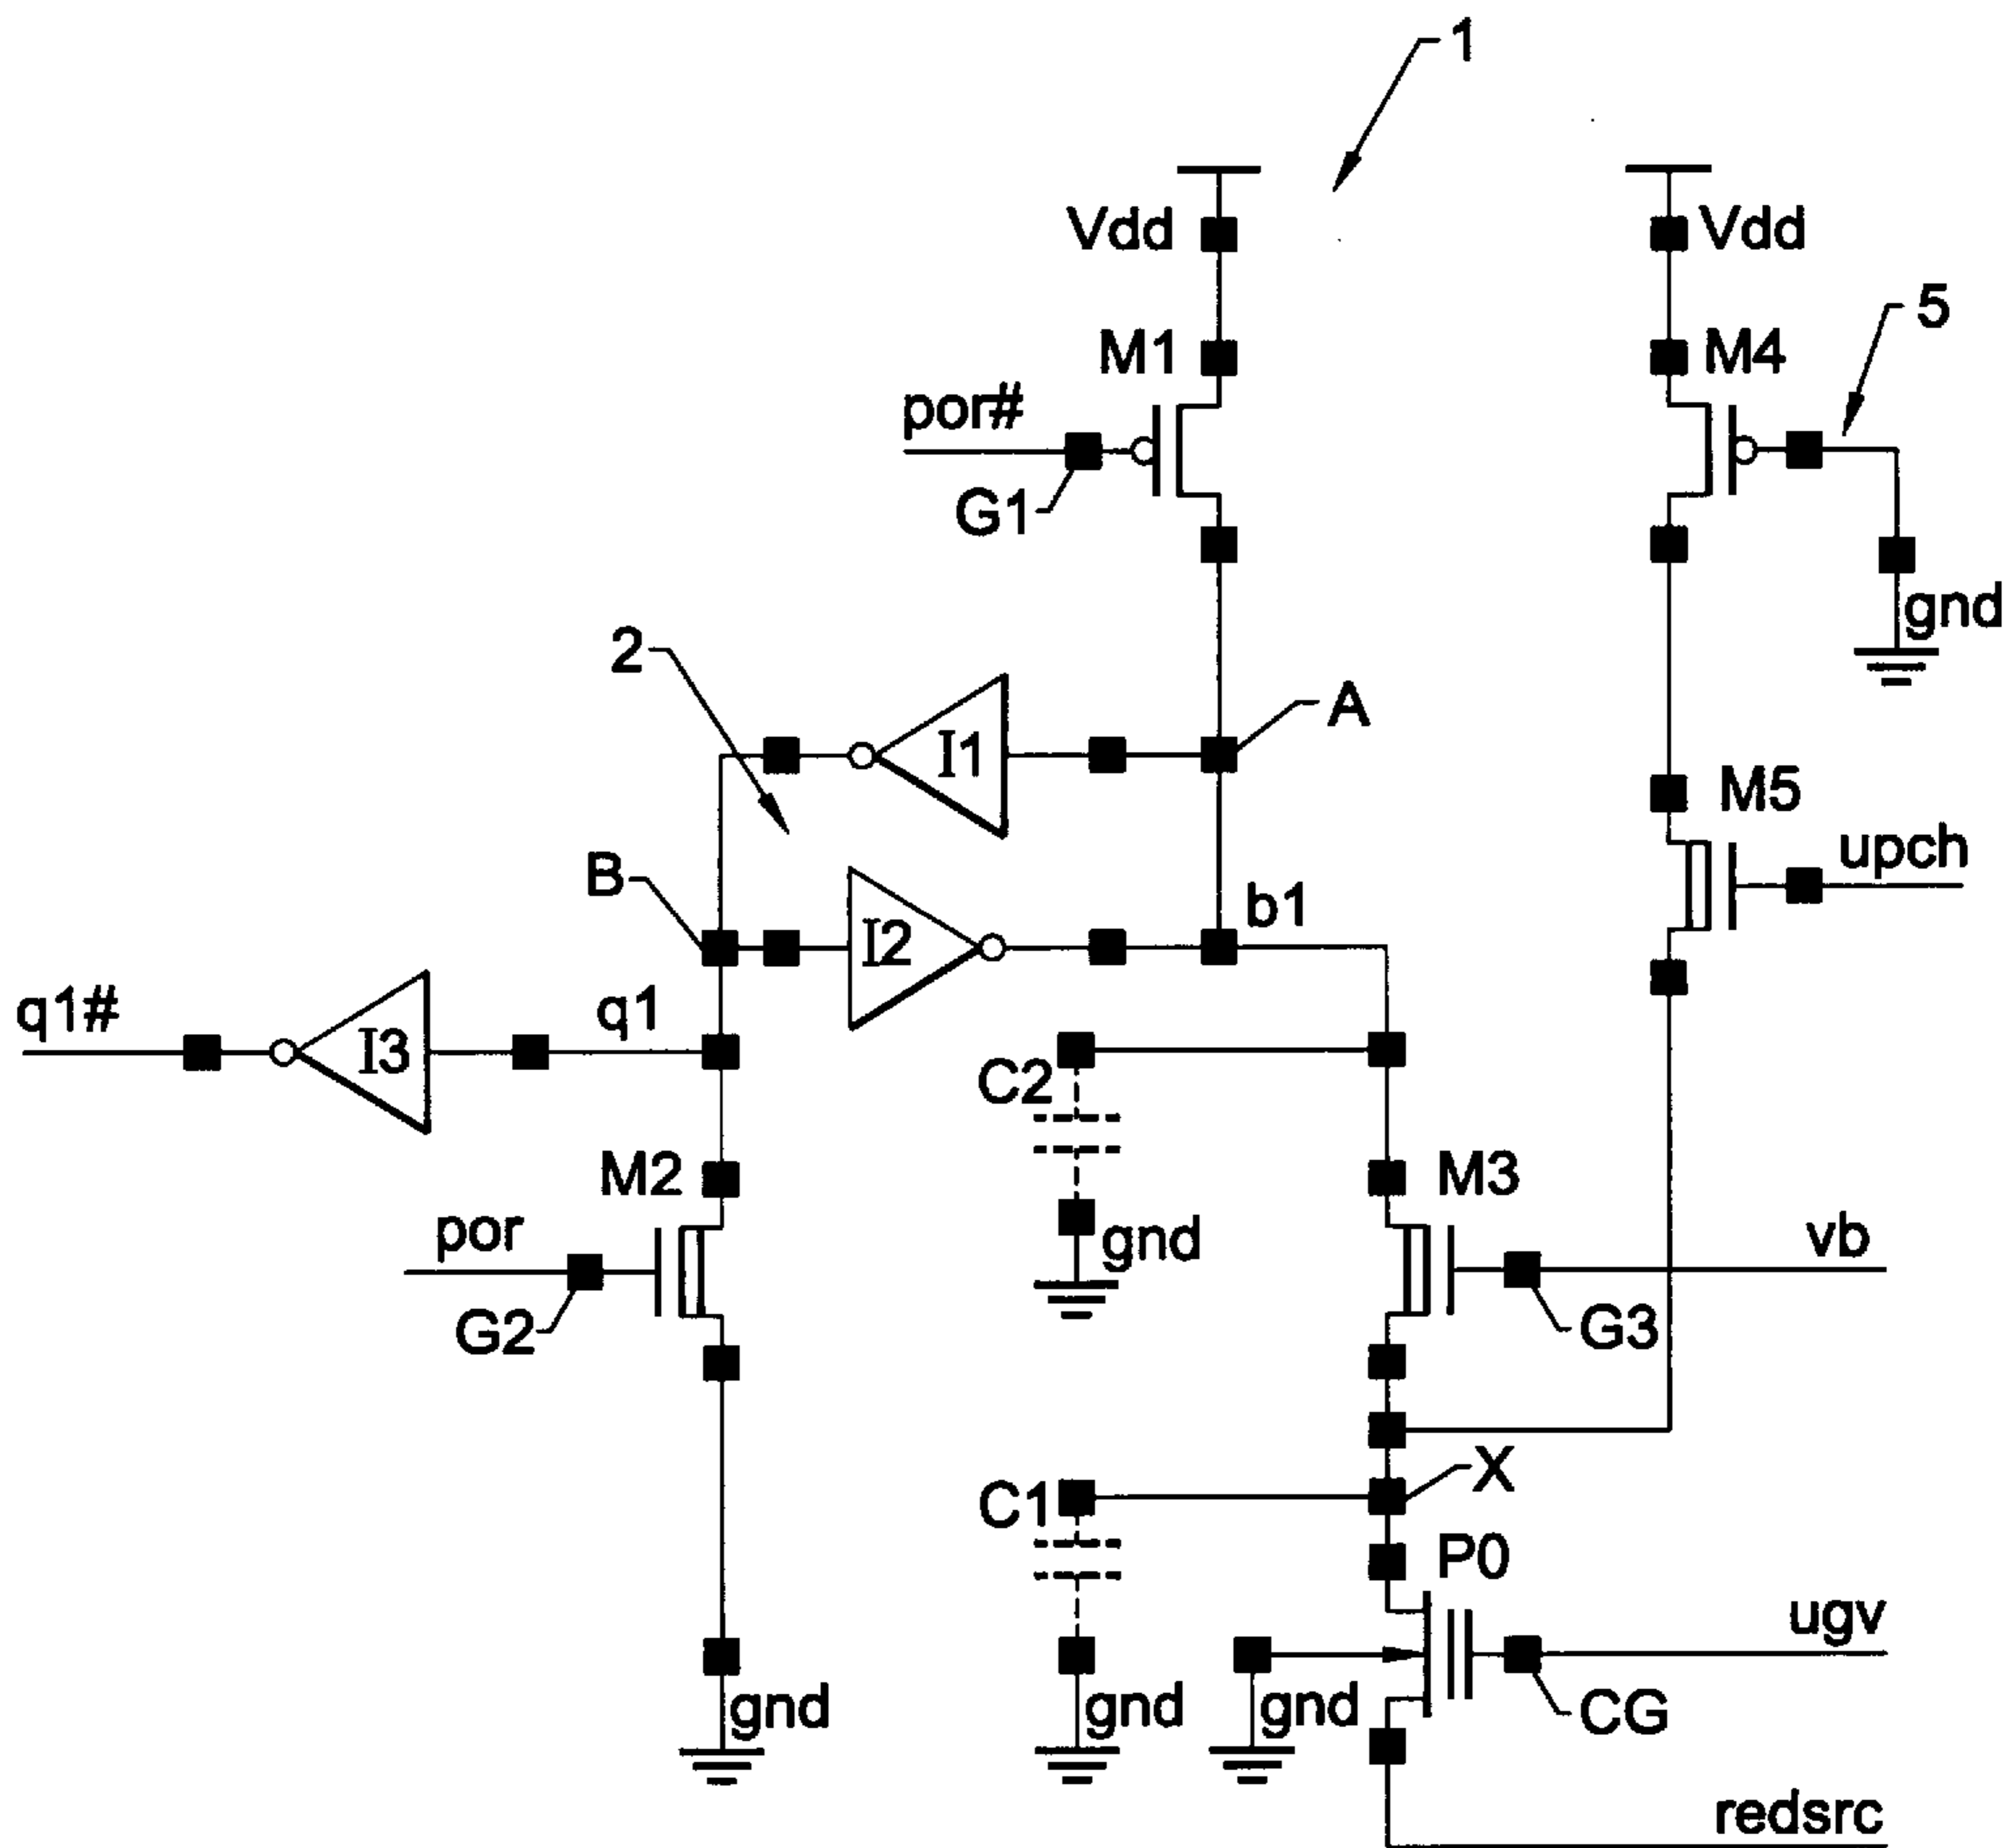 1
Vdd
Vdd
M1
M4
5
por#
G1
gnd
2
A
I1
M5
upch
B
I2
b1
q1#
I3
q1
C2
M2
M3
por
gnd
vb
G2
G3
C1
X
P0
ugv
gnd
gnd
gnd
CG
redsrc